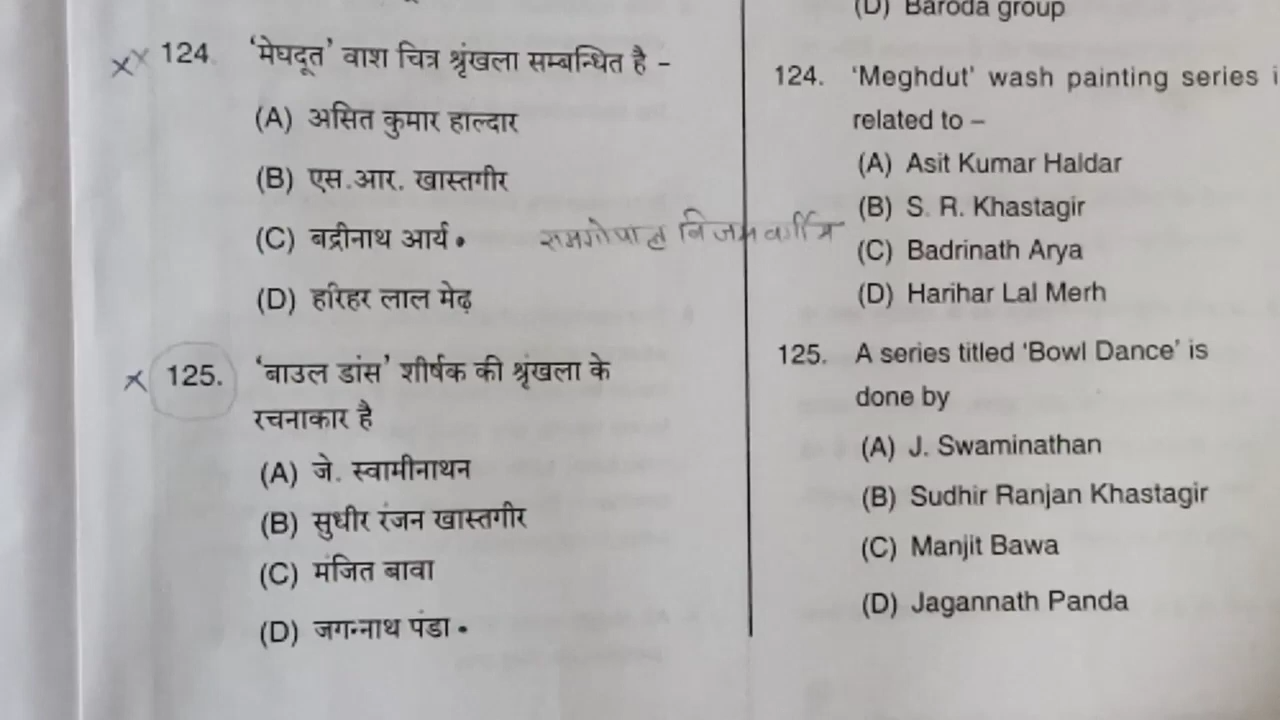 124. 'मेघदूत' वाश चित्र श्रृंखला सम्बन्धित है -
(A) असित कुमार हाल्दार
(B) एस.आर. खास्तगीर
(C) बद्रीनाथ आर्य •
रामगोपाल विजयवर्गीय
(D) हरिहर लाल मेढ़
125. 'बाउल डांस' शीर्षक की श्रृंखला के
रचनाकार है
(A) जे. स्वामीनाथन
(B) सुधीर रंजन खास्तगीर
(C) मंजित बावा
(D) जगन्नाथ पंडा •
(D) Baroda group
124. 'Meghdut' wash painting series i
related to –
(A) Asit Kumar Haldar
(B) S. R. Khastagir
(C) Badrinath Arya
(D) Harihar Lal Merh
125. A series titled 'Bowl Dance' is
done by
(A) J. Swaminathan
(B) Sudhir Ranjan Khastagir
(C) Manjit Bawa
(D) Jagannath Panda